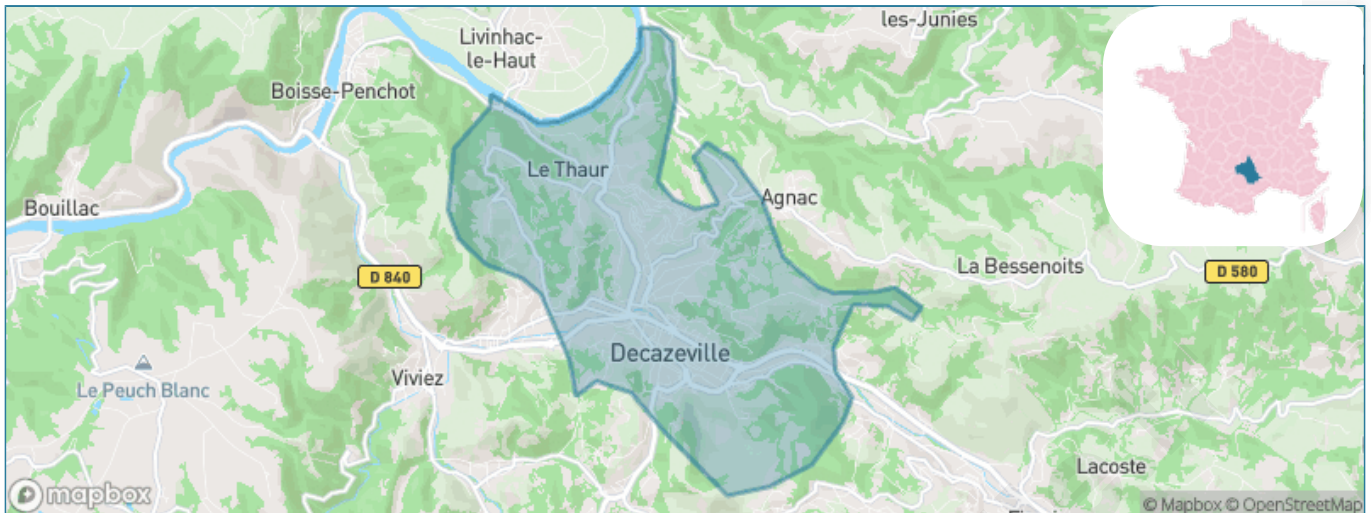 les-Junies
Livinhac-
le-Haut
Boisse-Penchot
Le Thaur
Agnac
Bouillac
La Bessenoits
D 840
D 580
Decazeville
Viviez
Le Peuch Blanc
Lacoste
mapbox
© Mapbox © OpenStreetMap